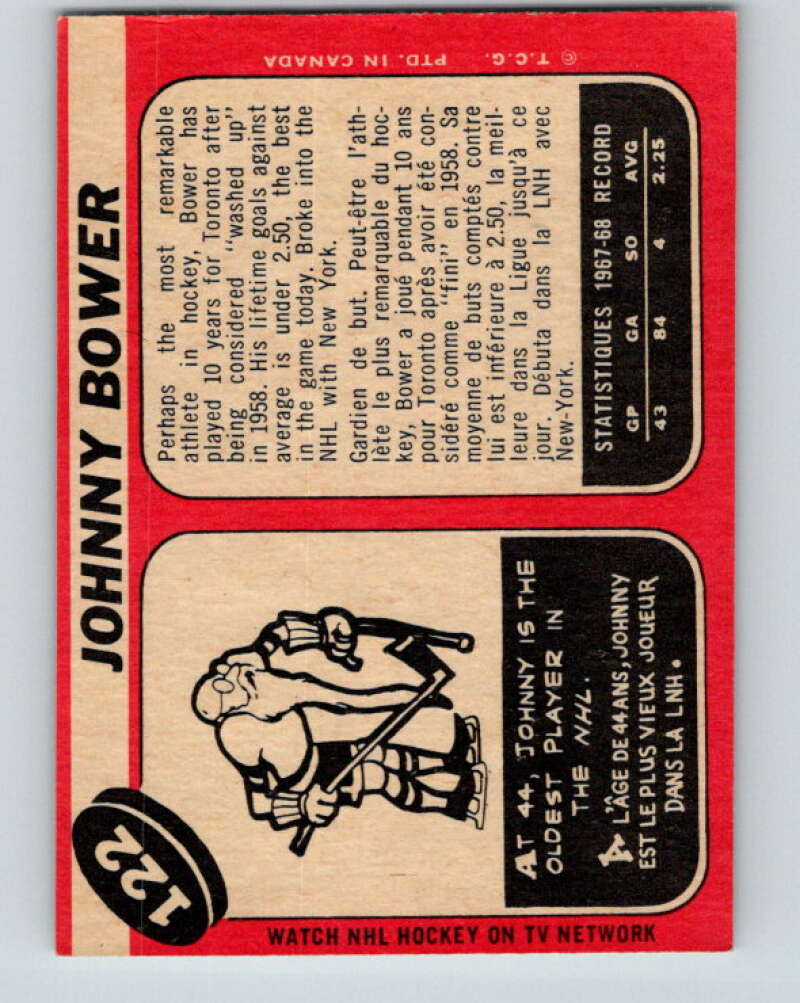 122
JOHNNY BOWER
Perhaps the most remarkable
athlete in hockey, Bower has
played 10 years for Toronto after
being considered "washed up"
in 1958. His lifetime goals against
average is under 2.50, the best
in the game today. Broke into the
NHL with New York.
Gardien de but. Peut-être l'ath-
lète le plus remarquable du hoc-
key, Bower a joué pendant 10 ans
pour Toronto après avoir été con-
sidéré comme "fini" en 1958. Sa
moyenne de buts comptés contre
lui est inférieure à 2.50, la meil-
leure dans la Ligue jusqu'à ce
jour. Débuta dans la LNH avec
New-York.
STATISTIQUES 1967-68 RECORD
GP GA SO AVG
43 84 4 2.25
AT 44, JOHNNY IS THE
OLDEST PLAYER IN
THE NHL.
A L'ÂGE DE 44 ANS, JOHNNY
EST LE PLUS VIEUX JOUEUR
DANS LA LNH.
WATCH NHL HOCKEY ON TV NETWORK
© T.C.G. PTD. IN CANADA